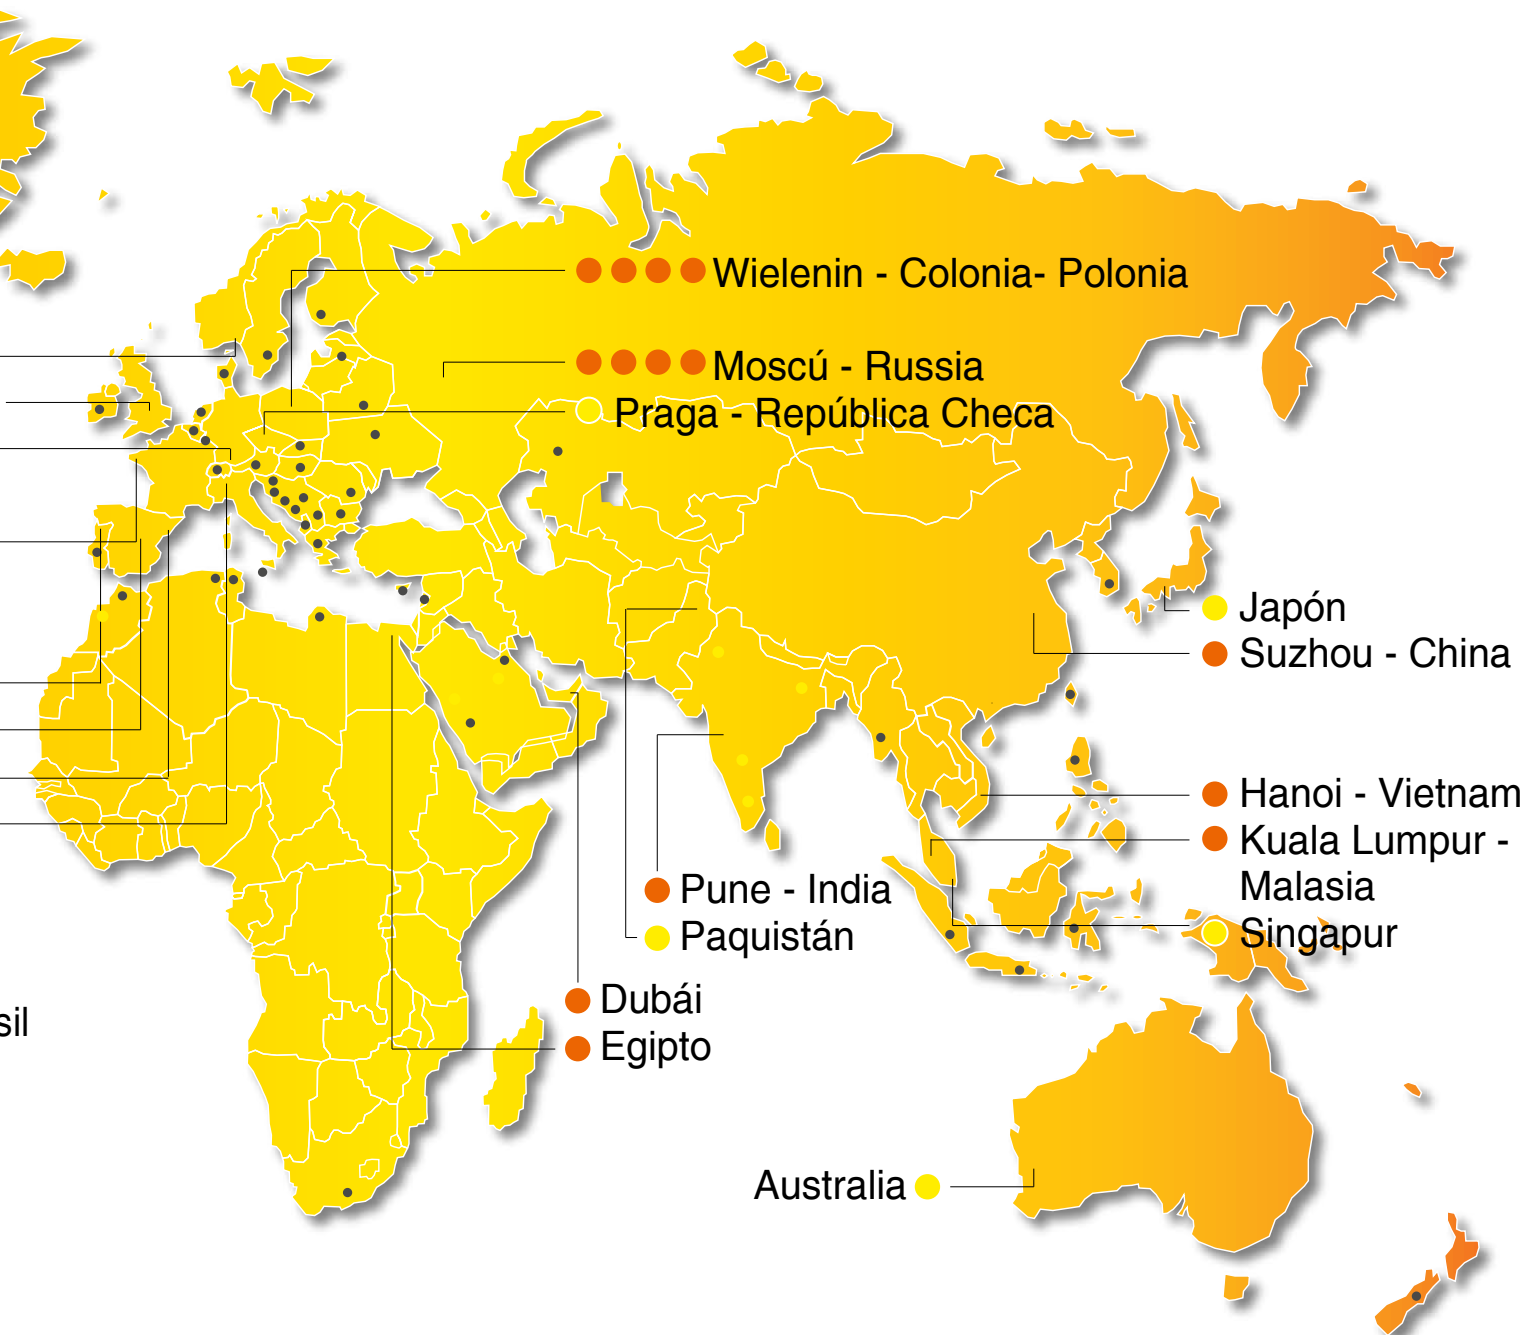 Wielenin - Colonia- Polonia
Moscú - Russia
Praga - República Checa
Japón
Suzhou - China
Hanoi - Vietnam
Kuala Lumpur -
Malasia
Singapur
Pune - India
Paquistán
Dubái
Egipto
sil
Australia